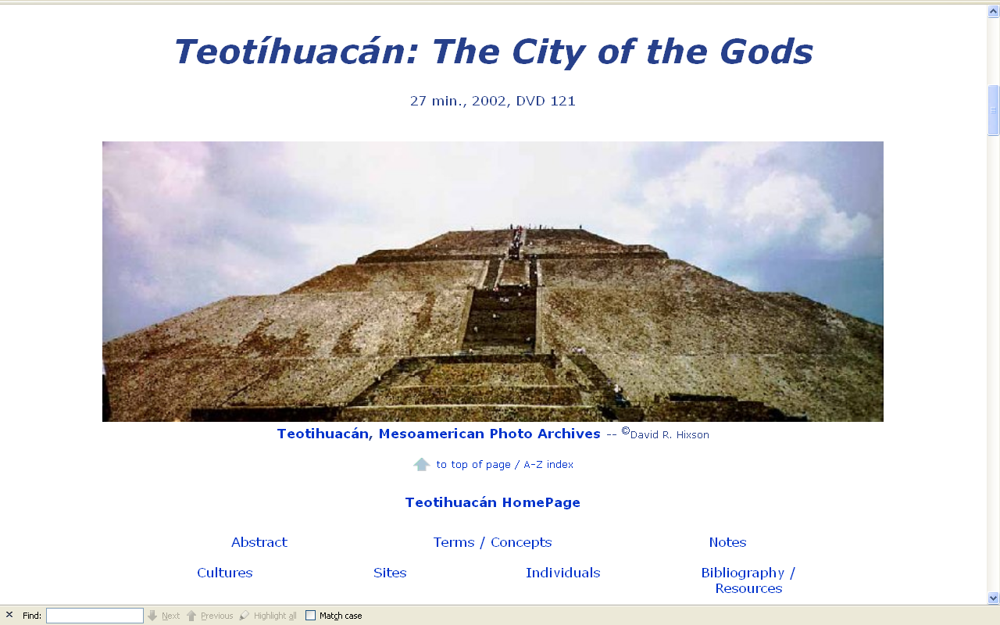 Teotíhuacán: The City of the Gods
27 min., 2002, DVD 121
Teotihuacán, Mesoamerican Photo Archives -- ©David R. Hixson
to top of page / A-Z index
Teotihuacán HomePage
Abstract Terms / Concepts Notes
Cultures Sites Individuals Bibliography /
Resources
Find: Next Previous Highlight all Match case